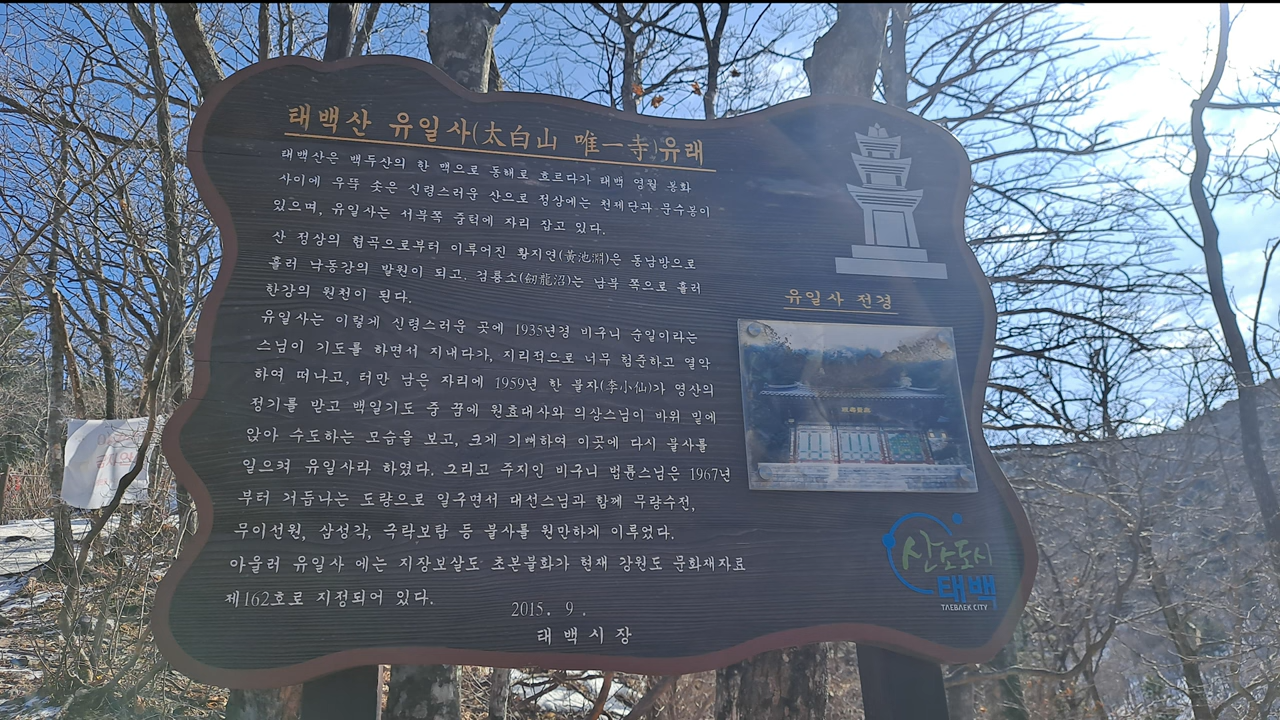 태백산 유일사(太白山 唯一寺)유래
태백산은 백두산의 한 맥으로 동해로 흐르다가 태백 영월 봉화
사이에 우뚝 솟은 신령스러운 산으로 정상에는 천제단과 문수봉이
있으며, 유일사는 서부쪽 중턱에 자리 잡고 있다.
산 정상의 협곡으로부터 이루어진 황지연(黃池淵)은 동남방으로
흘러 낙동강의 발원이 되고. 검룡소(劍龍沼)는 남북 쪽으로 흘러
한강의 원천이 된다.
유일사는 이렇게 신령스러운 곳에 1935년경 비구니 순일이라는
스님이 기도를 하면서 지내다가, 지리적으로 너무 험준하고 열악
하여 떠나고, 터만 남은 자리에 1959년 한 불자(李小仙)가 영산의
정기를 받고 백일기도 중 꿈에 원효대사와 의상스님이 바위 밑에
앉아 수도하는 모습을 보고, 크게 기뻐하여 이곳에 다시 불사를
일으켜 유일사라 하였다. 그리고 주지인 비구니 법륜스님은 1967년
부터 거듭나는 도량으로 일구면서 대선스님과 함께 무량수전,
무이선원, 삼성각, 극락보탑 등 불사를 원만하게 이루었다.
아울러 유일사 에는 지장보살도 초본불화가 현재 강원도 문화재자료
제162호로 지정되어 있다.
2015. 9.
태백시장
유일사 전경
산소도시
태백
TAEBAEK CITY